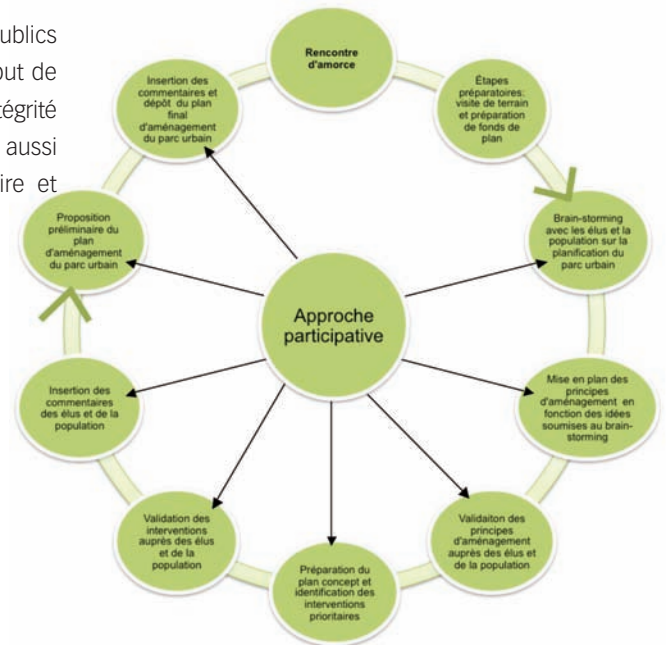 ublics
out de
tégrité
aussi
ire et
Rencontre
d'amorce
Étapes
préparatoires:
visite de terrain
et préparation
de fonds de
plan
Brain-storming
avec les élus et la
population sur la
planification du
parc urbain
Mise en plan des
principes
d'aménagement en
fonction des idées
soumises au brain-
storming
Validaiton des
principes
d'aménagement
auprès des élus et
de la population
Préparation du
plan concept et
identification des
interventions
prioritaires
Validation des
interventions
auprès des élus
et de la
population
Insertion des
commentaires
des élus et de la
population
Proposition
préliminaire du
plan
d'aménagement
du parc urbain
Insertion des
commentaires et
dépôt du plan
final
d'aménagement
du parc urbain
Approche
participative